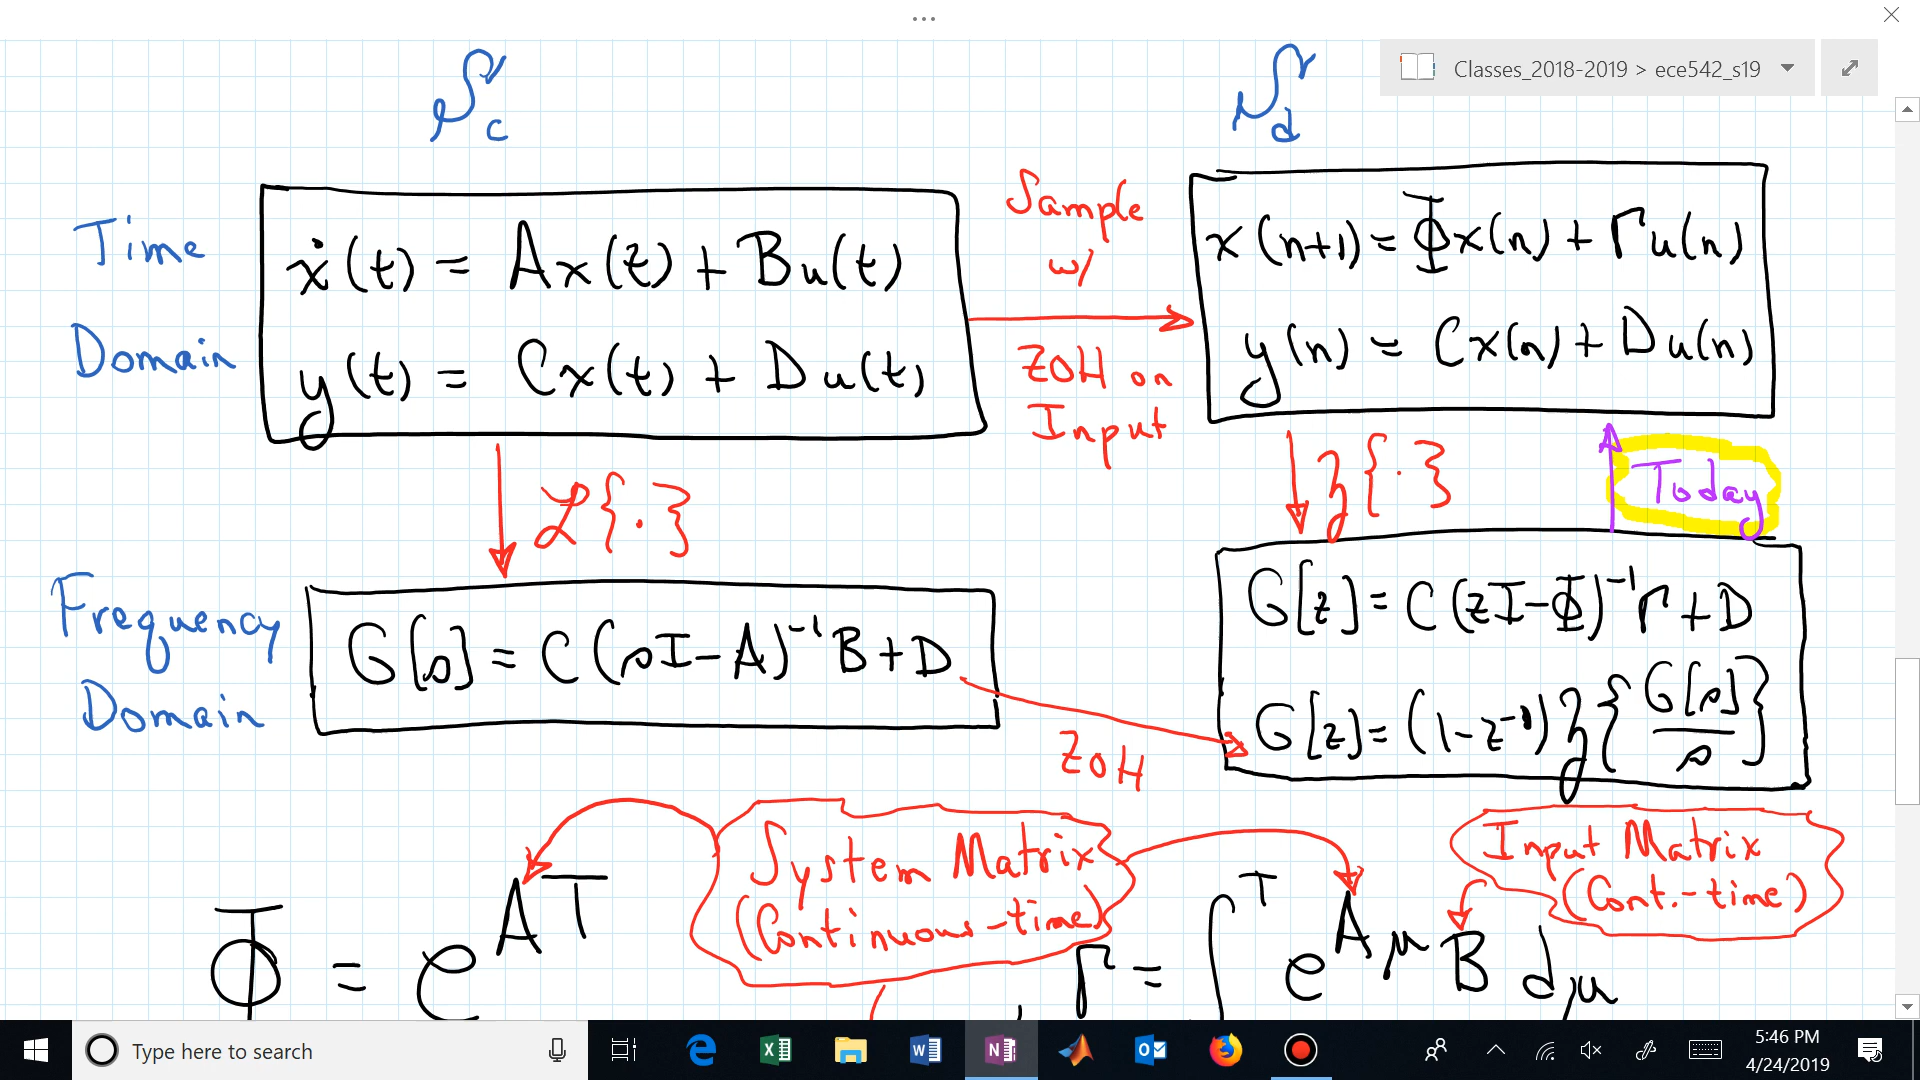 Classes_2018-2019 > ece542_s19
S_c
S_d
Time Domain
ẋ(t) = Ax(t) + Bu(t)
y(t) = Cx(t) + Du(t)
Sample
w/
ZOH on
Input
x(n+1) = Φx(n) + Γu(n)
y(n) = Cx(n) + Du(n)
ℒ{·}
𝓏{·}
Today
Frequency Domain
G[s] = C(sI-A)⁻¹B+D
ZOH
G[z] = C(zI-Φ)⁻¹Γ+D
G[z] = (1-z⁻¹)𝓏{G[s]/s}
System Matrix
(Continuous-time)
Input Matrix
(Cont.-time)
Φ = e^{AT}
, Γ = ∫^T e^{Aμ} B dμ
Type here to search
5:46 PM
4/24/2019